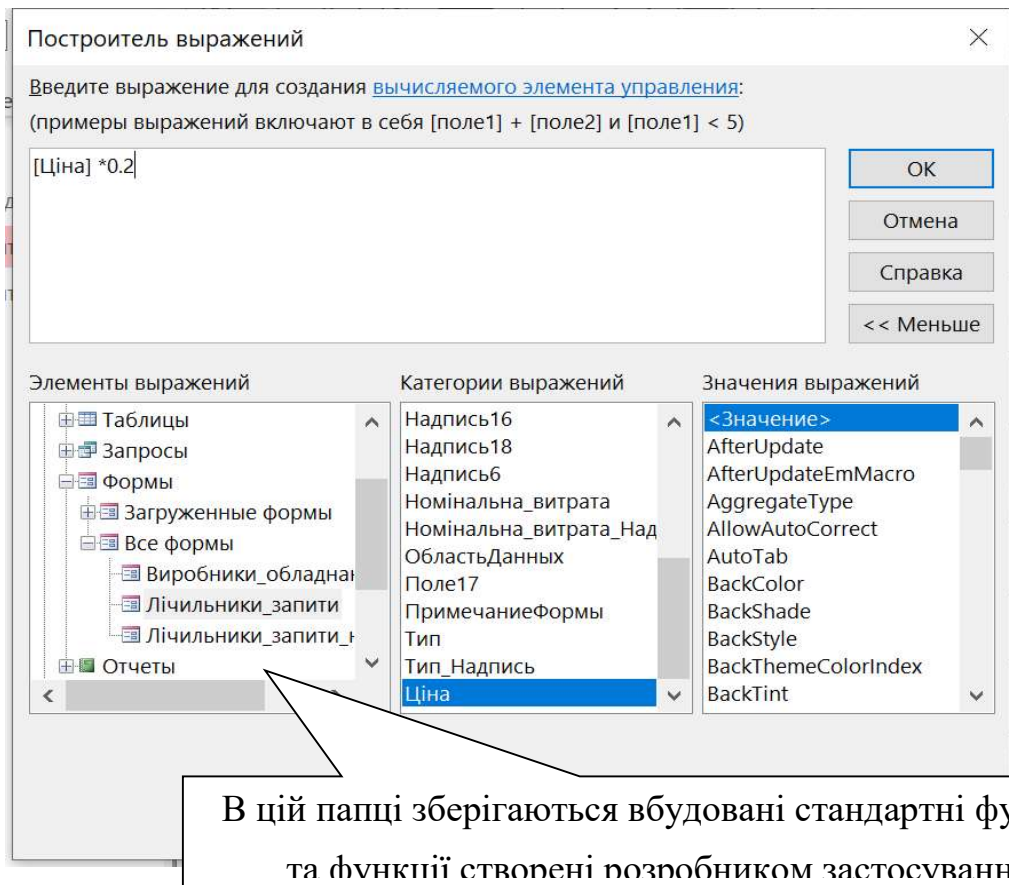 Построитель выражений
Введите выражение для создания вычисляемого элемента управления:
(примеры выражений включают в себя [поле1] + [поле2] и [поле1] < 5)
[Ціна] *0.2
ОК
Отмена
Справка
<< Меньше
Элементы выражений
Таблицы
Запросы
Формы
Загруженные формы
Все формы
Виробники_обладнан
Лічильники_запити
Лічильники_запити_н
Отчеты
Категории выражений
Надпись16
Надпись18
Надпись6
Номінальна_витрата
Номінальна_витрата_Над
ОбластьДанных
Поле17
ПримечаниеФормы
Тип
Тип_Надпись
Ціна
Значения выражений
<Значение>
AfterUpdate
AfterUpdateEmMacro
AggregateType
AllowAutoCorrect
AutoTab
BackColor
BackShade
BackStyle
BackThemeColorIndex
BackTint
В цій папці зберігаються вбудовані стандартні фу
та функції створені розробником застосуванн